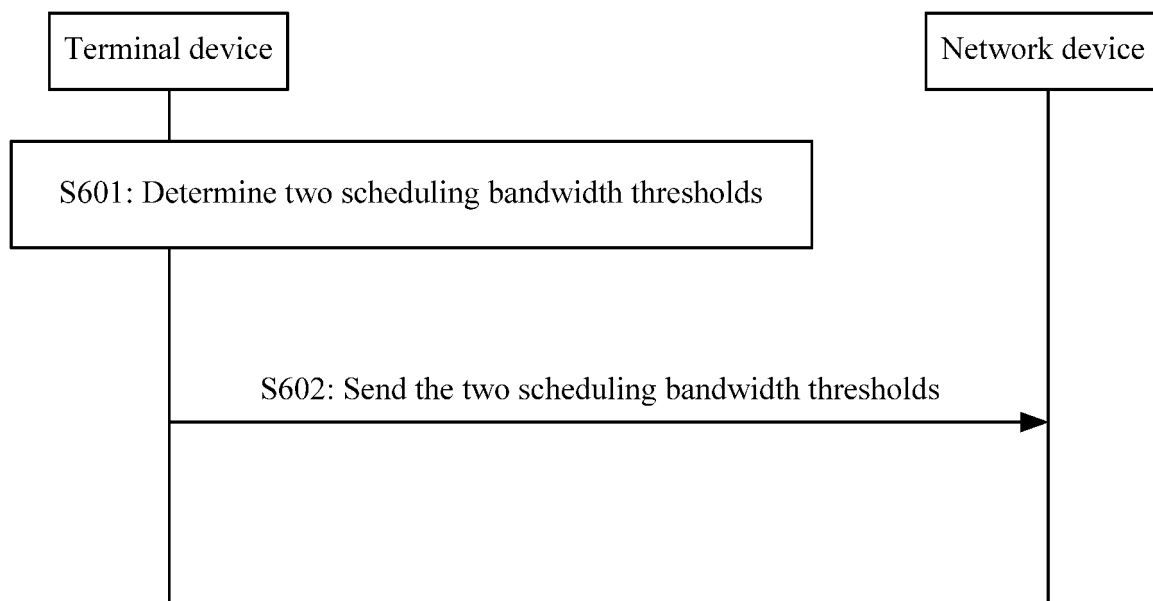 Terminal device
Network device
S601: Determine two scheduling bandwidth thresholds
S602: Send the two scheduling bandwidth thresholds